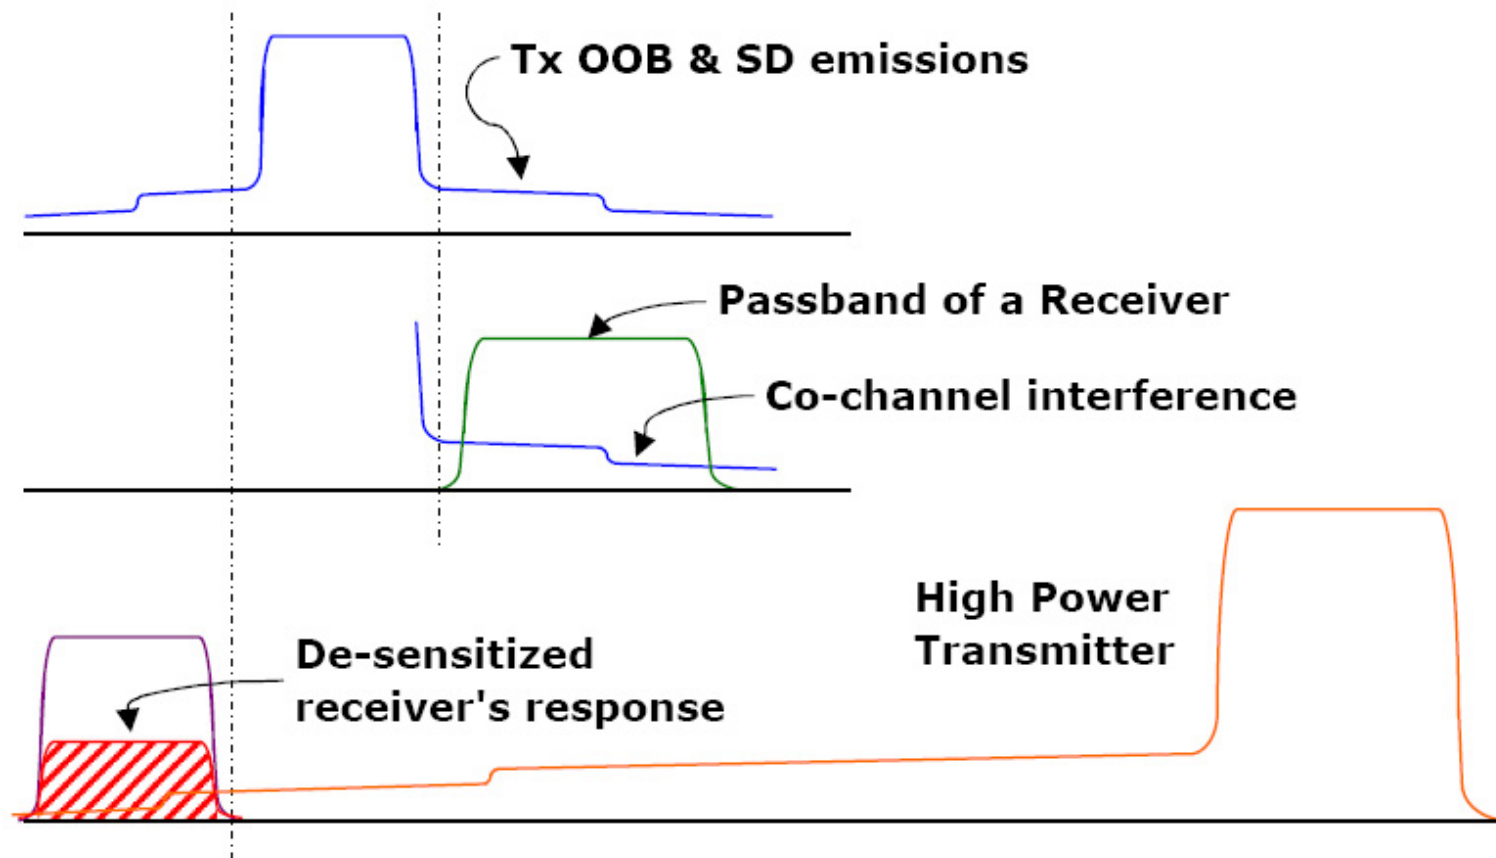 Tx OOB & SD emissions
Passband of a Receiver
Co-channel interference
High Power
Transmitter
De-sensitized
receiver's response